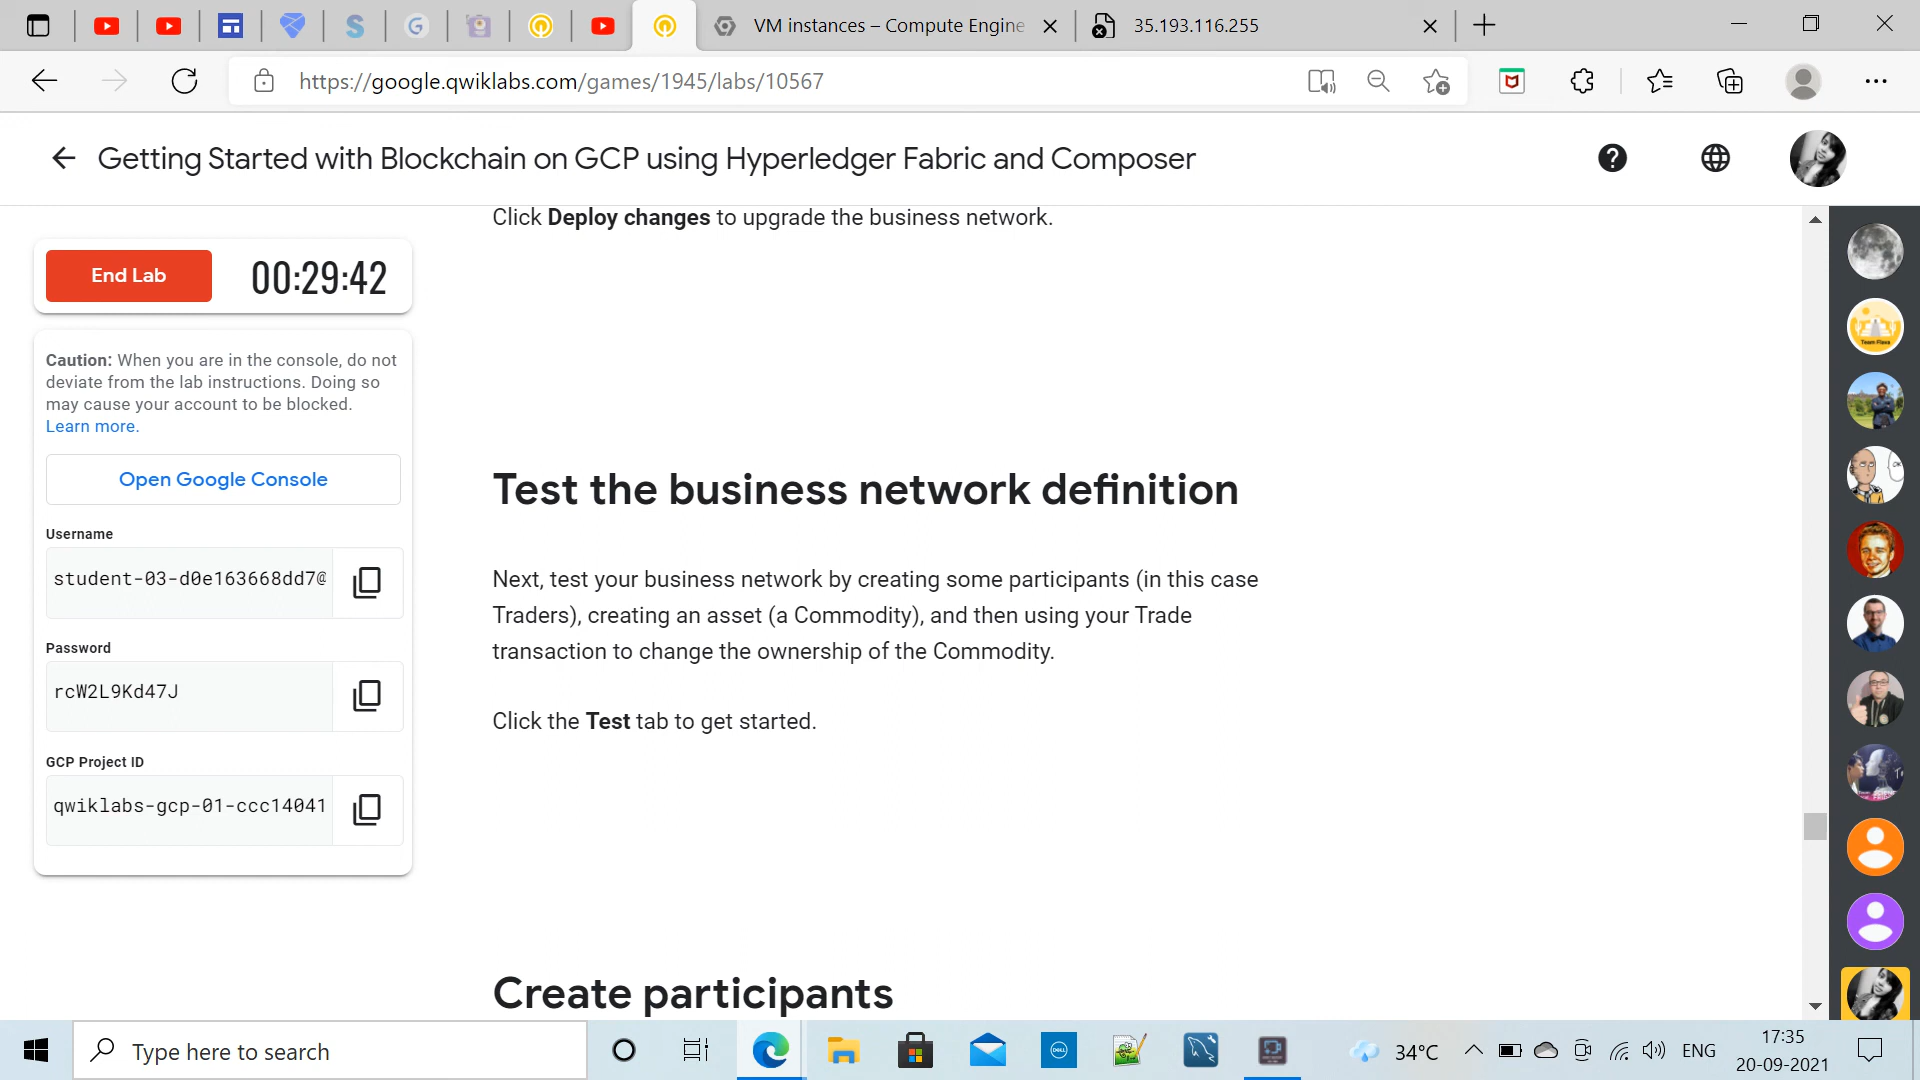 VM instances – Compute Engine
35.193.116.255
https://google.qwiklabs.com/games/1945/labs/10567
Getting Started with Blockchain on GCP using Hyperledger Fabric and Composer
Click Deploy changes to upgrade the business network.
End Lab
00:29:42
Caution: When you are in the console, do not
deviate from the lab instructions. Doing so
may cause your account to be blocked.
Learn more.
Open Google Console
Username
student-03-d0e163668dd7@
Password
rcW2L9Kd47J
GCP Project ID
qwiklabs-gcp-01-ccc14041
Test the business network definition
Next, test your business network by creating some participants (in this case
Traders), creating an asset (a Commodity), and then using your Trade
transaction to change the ownership of the Commodity.
Click the Test tab to get started.
Create participants
Type here to search
34°C
ENG
17:35
20-09-2021